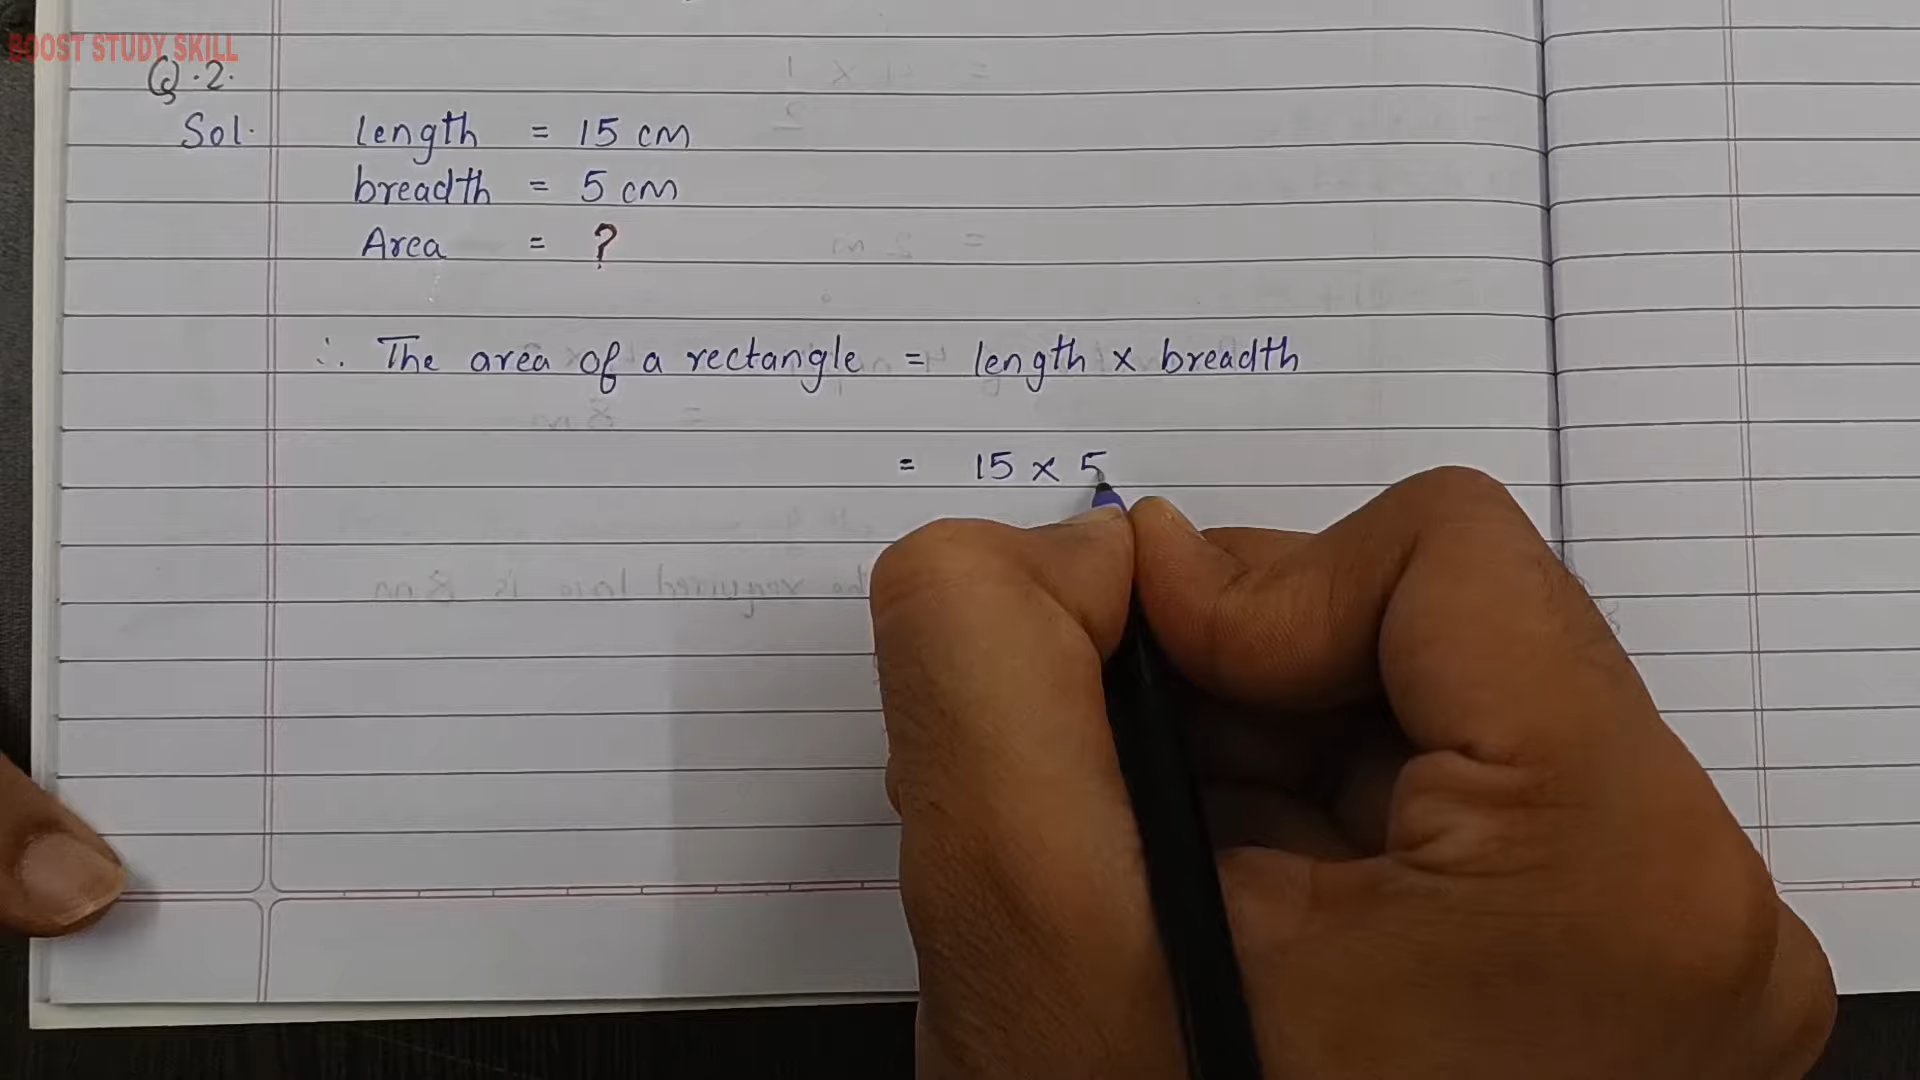 BOOST STUDY SKILL
Q.2.
Sol. length = 15 cm
breadth = 5 cm
Area = ?
∴ The area of a rectangle = length x breadth
= 15 x 5